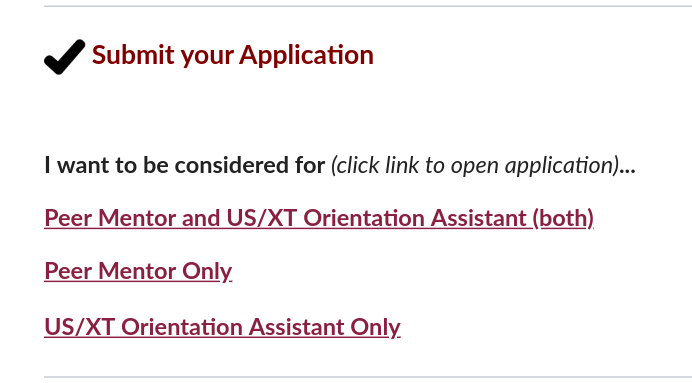 Submit your Application
I want to be considered for (click link to open application)...
Peer Mentor and US/XT Orientation Assistant (both)
Peer Mentor Only
US/XT Orientation Assistant Only